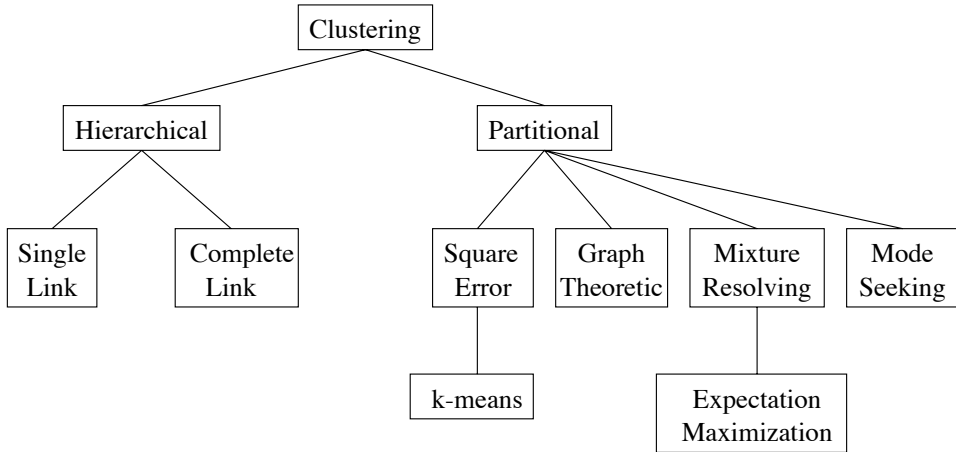 Clustering
Hierarchical
Partitional
Single
Link
Complete
Link
Square
Error
Graph
Theoretic
Mixture
Resolving
Mode
Seeking
k-means
Expectation
Maximization